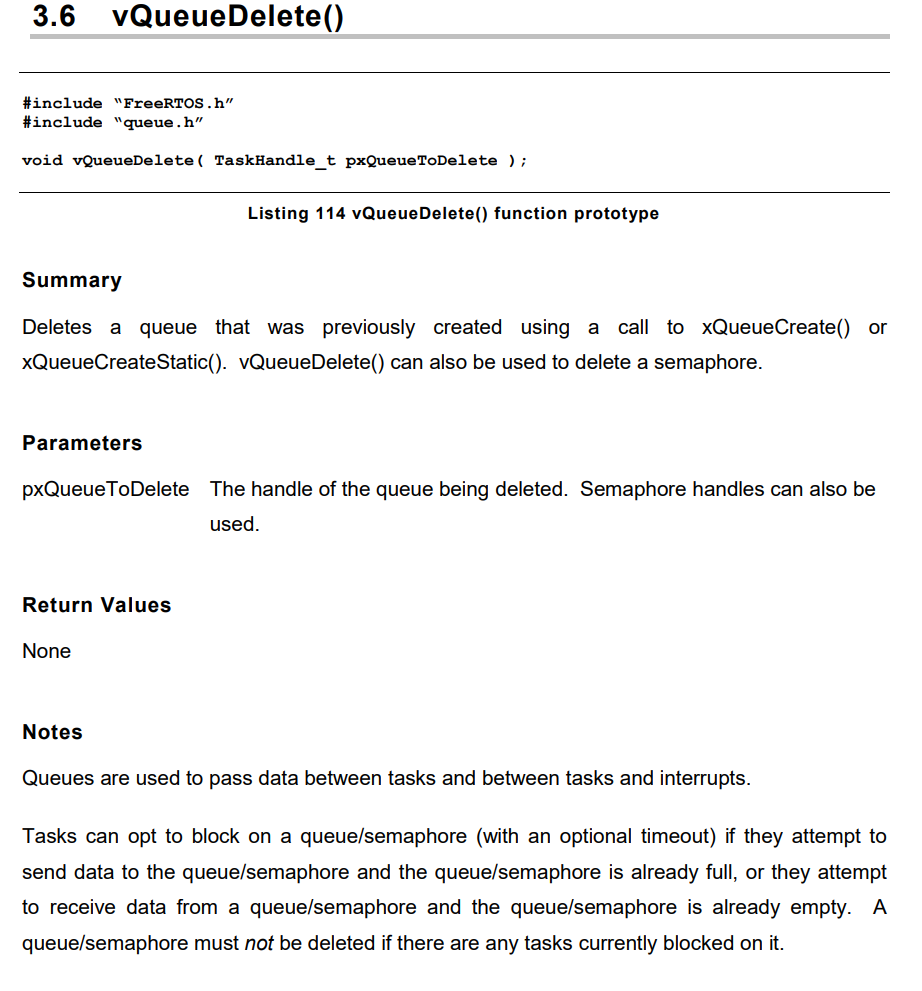 3.6 vQueueDelete()
#include “FreeRTOS.h”
#include “queue.h”
void vQueueDelete( TaskHandle_t pxQueueToDelete );
Listing 114 vQueueDelete() function prototype
Summary
Deletes a queue that was previously created using a call to xQueueCreate() or
xQueueCreateStatic(). vQueueDelete() can also be used to delete a semaphore.
Parameters
pxQueueToDelete The handle of the queue being deleted. Semaphore handles can also be
used.
Return Values
None
Notes
Queues are used to pass data between tasks and between tasks and interrupts.
Tasks can opt to block on a queue/semaphore (with an optional timeout) if they attempt to
send data to the queue/semaphore and the queue/semaphore is already full, or they attempt
to receive data from a queue/semaphore and the queue/semaphore is already empty. A
queue/semaphore must not be deleted if there are any tasks currently blocked on it.